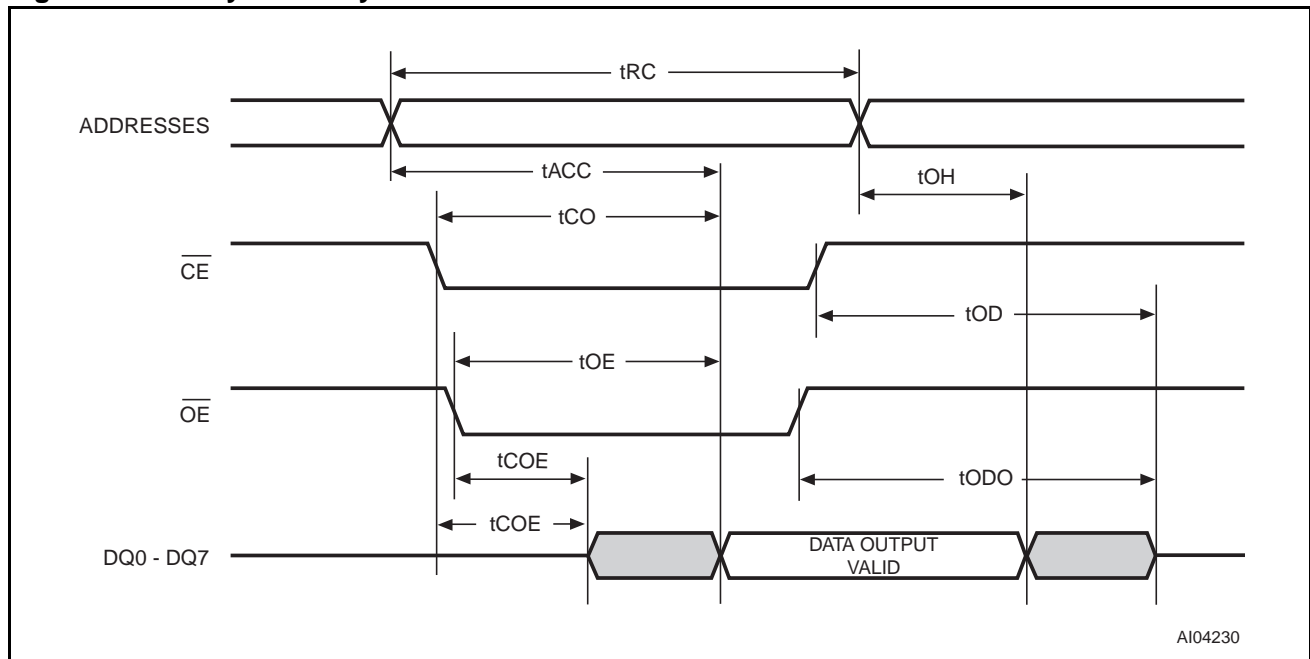 tRC
ADDRESSES
tACC
tOH
tCO
CE
tOD
tOE
OE
tCOE
tODO
tCOE
DQ0 - DQ7
DATA OUTPUT
VALID
AI04230